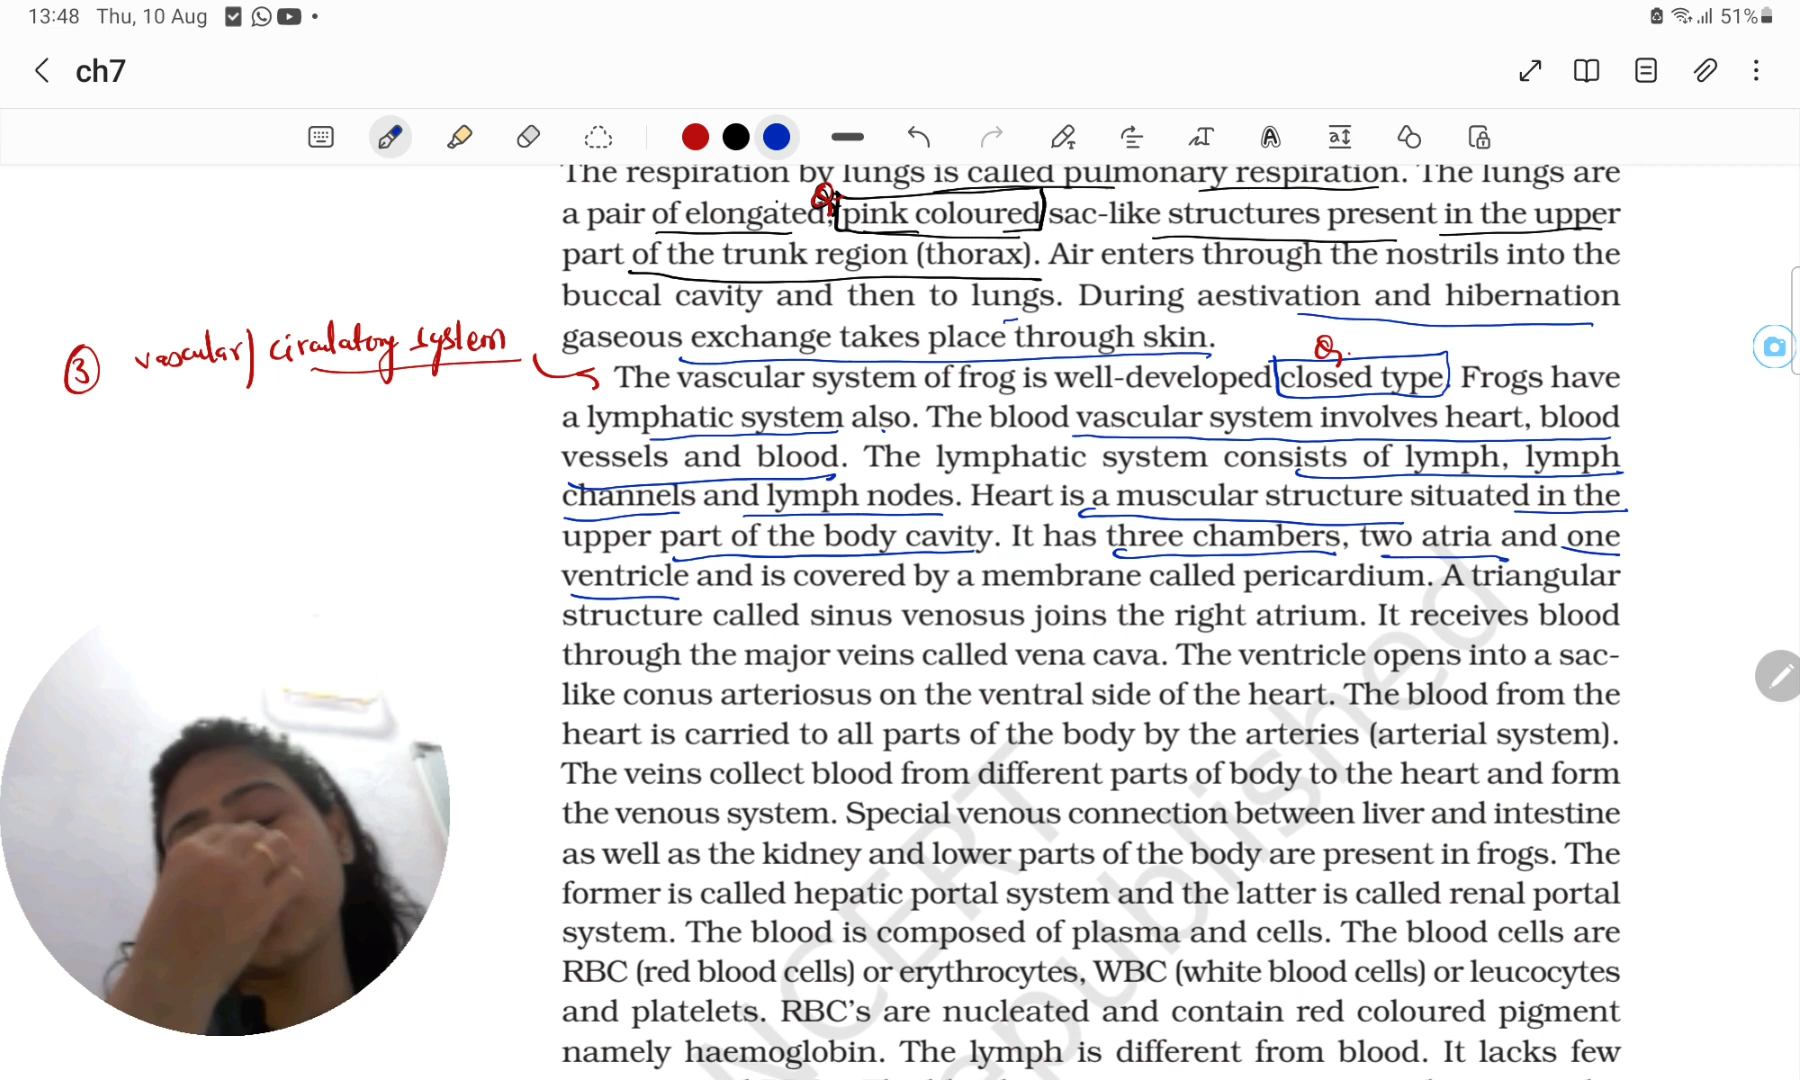 13:48 Thu, 10 Aug
51%
ch7
The respiration by lungs is called pulmonary respiration. The lungs are
a pair of elongated, pink coloured sac-like structures present in the upper
part of the trunk region (thorax). Air enters through the nostrils into the
buccal cavity and then to lungs. During aestivation and hibernation
gaseous exchange takes place through skin.
Q.
3 vascular/circulatory system
The vascular system of frog is well-developed closed type. Frogs have
a lymphatic system also. The blood vascular system involves heart, blood
vessels and blood. The lymphatic system consists of lymph, lymph
channels and lymph nodes. Heart is a muscular structure situated in the
upper part of the body cavity. It has three chambers, two atria and one
ventricle and is covered by a membrane called pericardium. A triangular
structure called sinus venosus joins the right atrium. It receives blood
through the major veins called vena cava. The ventricle opens into a sac-
like conus arteriosus on the ventral side of the heart. The blood from the
heart is carried to all parts of the body by the arteries (arterial system).
The veins collect blood from different parts of body to the heart and form
the venous system. Special venous connection between liver and intestine
as well as the kidney and lower parts of the body are present in frogs. The
former is called hepatic portal system and the latter is called renal portal
system. The blood is composed of plasma and cells. The blood cells are
RBC (red blood cells) or erythrocytes, WBC (white blood cells) or leucocytes
and platelets. RBC's are nucleated and contain red coloured pigment
namely haemoglobin. The lymph is different from blood. It lacks few
NCERT
republished